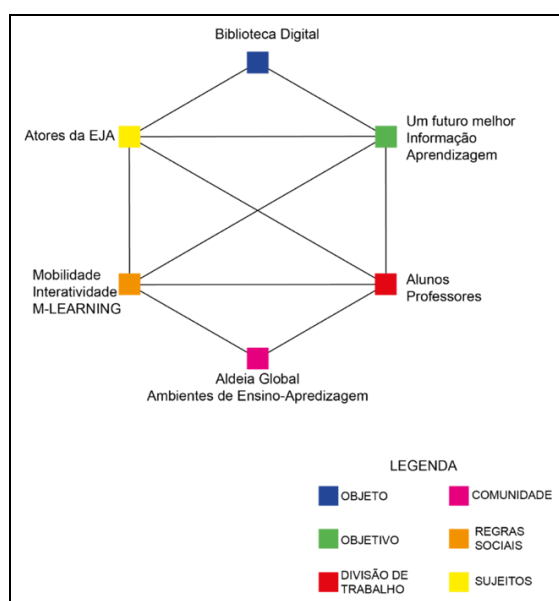 Biblioteca Digital
Atores da EJA
Um futuro melhor
Informação
Aprendizagem
Mobilidade
Interatividade
M-LEARNING
Alunos
Professores
Aldeia Global
Ambientes de Ensino-Apredizagem
LEGENDA
OBJETO
COMUNIDADE
OBJETIVO
REGRAS
SOCIAIS
DIVISÃO DE
TRABALHO
SUJEITOS